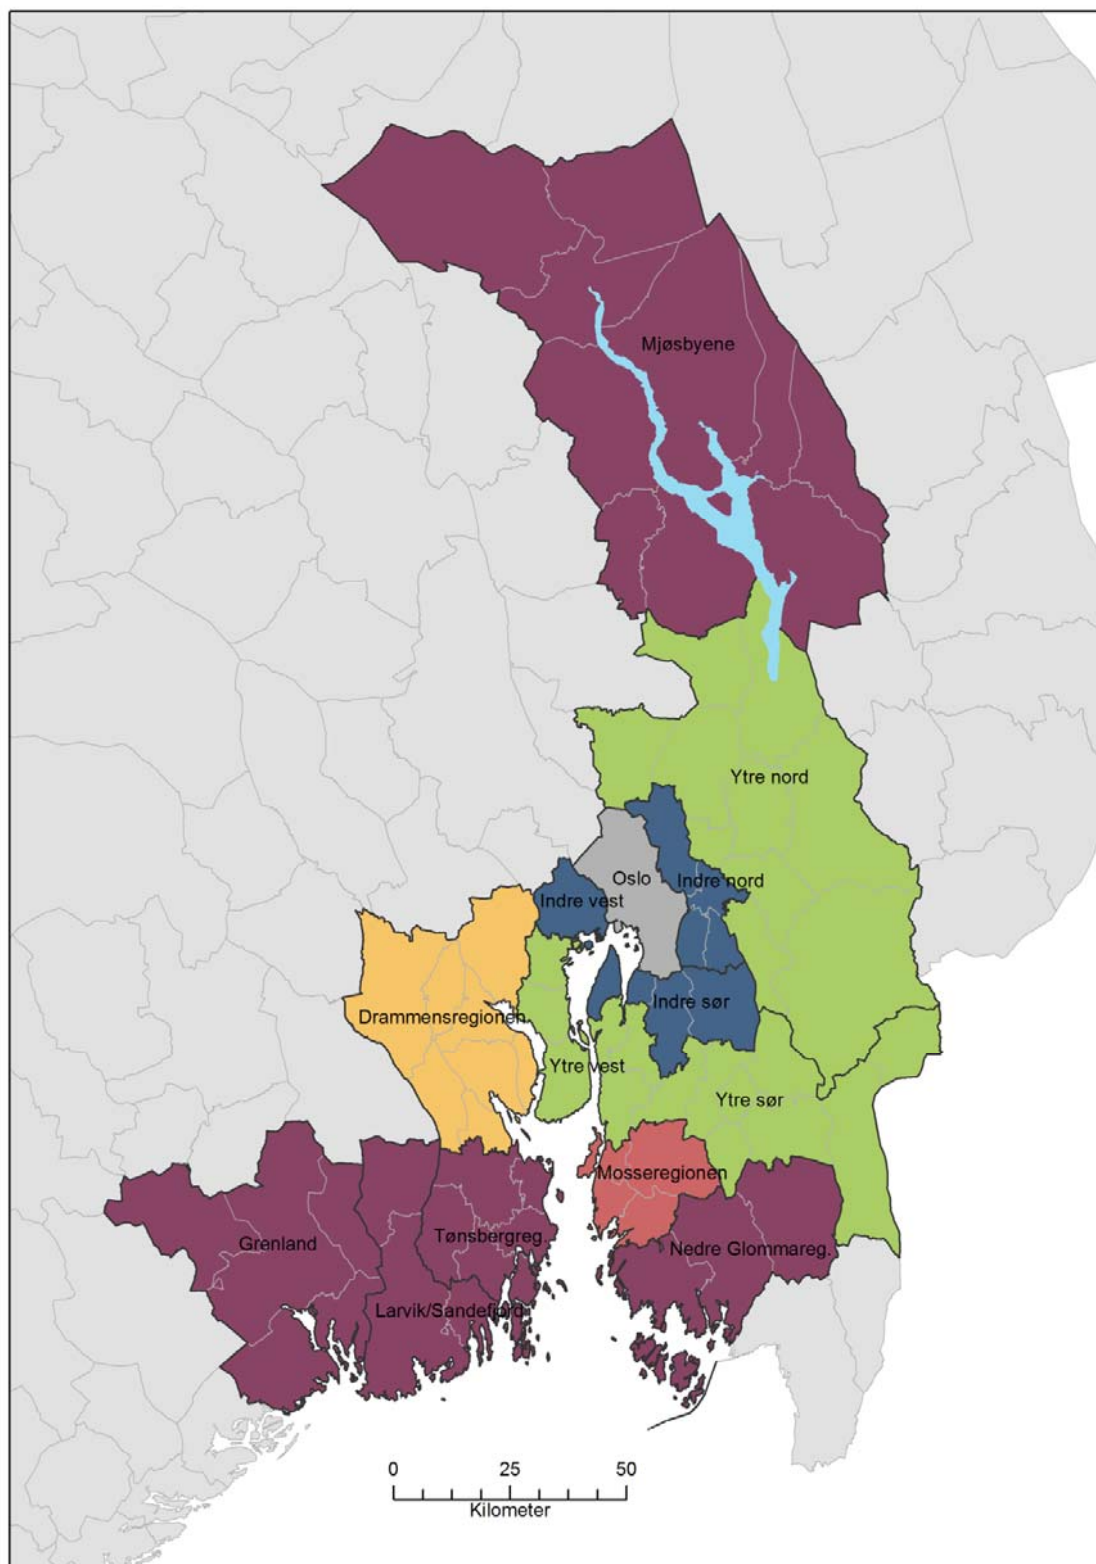 Mjøsbyene
Ytre nord
Oslo
Indre nord
Indre vest
Indre sør
Drammensregionen
Ytre vest
Ytre sør
Mosseregionen
Tønsbergreg.
Grenland
Nedre Glommareg.
Larvik/Sandefjord
0 25 50
Kilometer